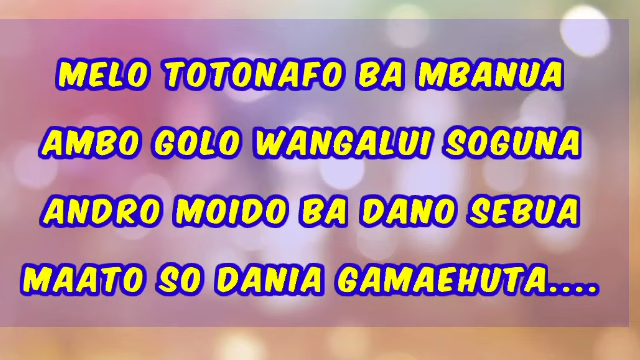 MELO TOTONAFO BA MBANUA
AMBO GOLO WANGALUI SOGUNA
ANDRO MOIDO BA DANO SEBUA
MAATO SO DANIA GAMAEHUTA....